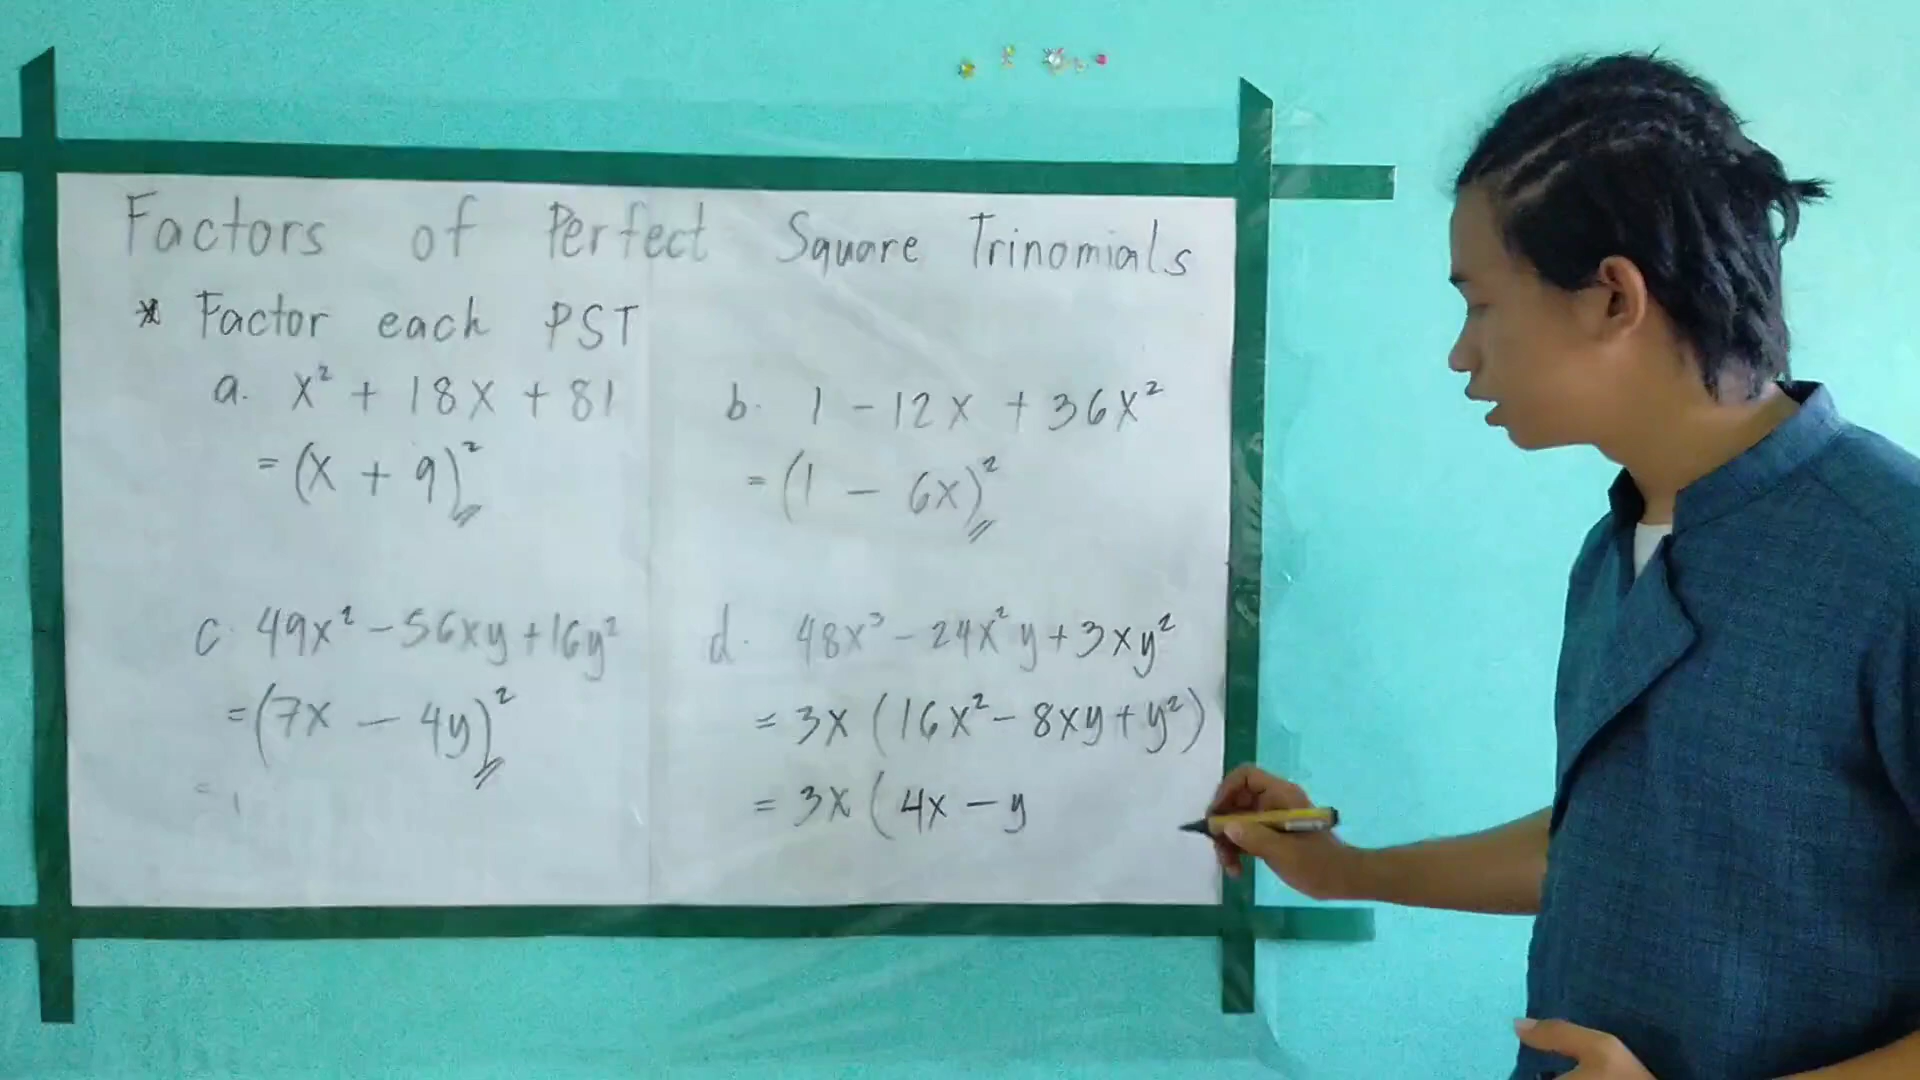 Factors of Perfect Square Trinomials
* Factor each PST
a. x² + 18x + 81
= (x + 9)²
b. 1 - 12x + 36x²
= (1 - 6x)²
c. 49x² - 56xy + 16y²
= (7x - 4y)²
d. 48x³ - 24x²y + 3xy²
= 3x (16x² - 8xy + y²)
= 3x (4x - y